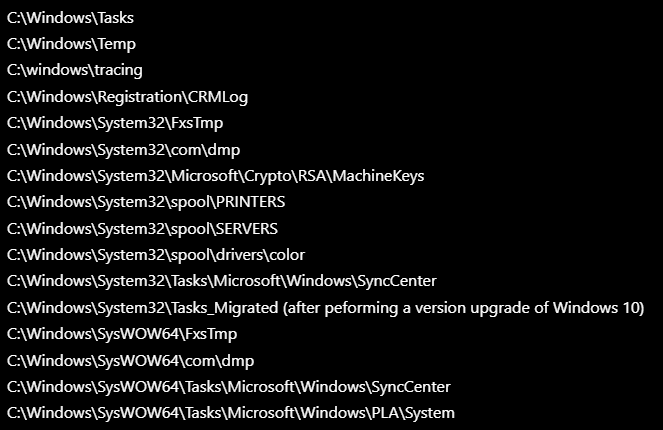 C:\Windows\Tasks
C:\Windows\Temp
C:\windows\tracing
C:\Windows\Registration\CRMLog
C:\Windows\System32\FxsTmp
C:\Windows\System32\com\dmp
C:\Windows\System32\Microsoft\Crypto\RSA\MachineKeys
C:\Windows\System32\spool\PRINTERS
C:\Windows\System32\spool\SERVERS
C:\Windows\System32\spool\drivers\color
C:\Windows\System32\Tasks\Microsoft\Windows\SyncCenter
C:\Windows\System32\Tasks_Migrated (after peforming a version upgrade of Windows 10)
C:\Windows\SysWOW64\FxsTmp
C:\Windows\SysWOW64\com\dmp
C:\Windows\SysWOW64\Tasks\Microsoft\Windows\SyncCenter
C:\Windows\SysWOW64\Tasks\Microsoft\Windows\PLA\System